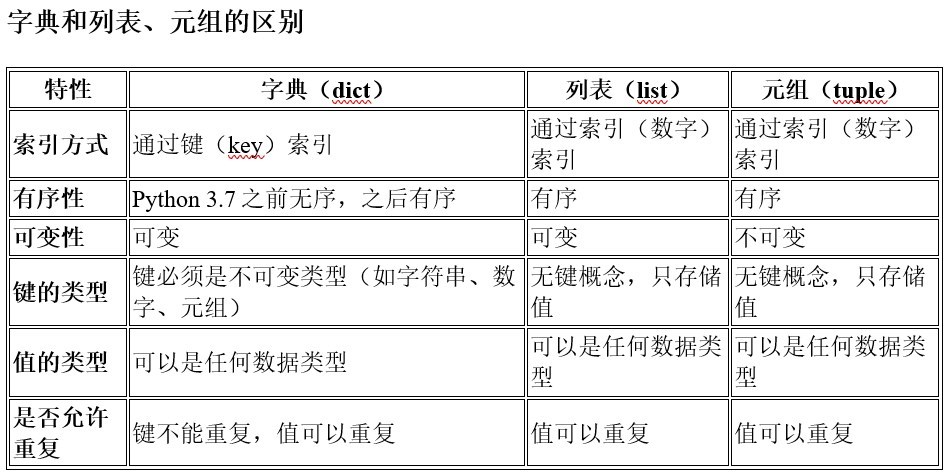 字典和列表、元组的区别
特性 字典（dict） 列表（list） 元组（tuple）
索引方式 通过键（key）索引 通过索引（数字）索引 通过索引（数字）索引
有序性 Python 3.7 之前无序，之后有序 有序 有序
可变性 可变 可变 不可变
键的类型 键必须是不可变类型（如字符串、数字、元组） 无键概念，只存储值 无键概念，只存储值
值的类型 可以是任何数据类型 可以是任何数据类型 可以是任何数据类型
是否允许重复 键不能重复，值可以重复 值可以重复 值可以重复